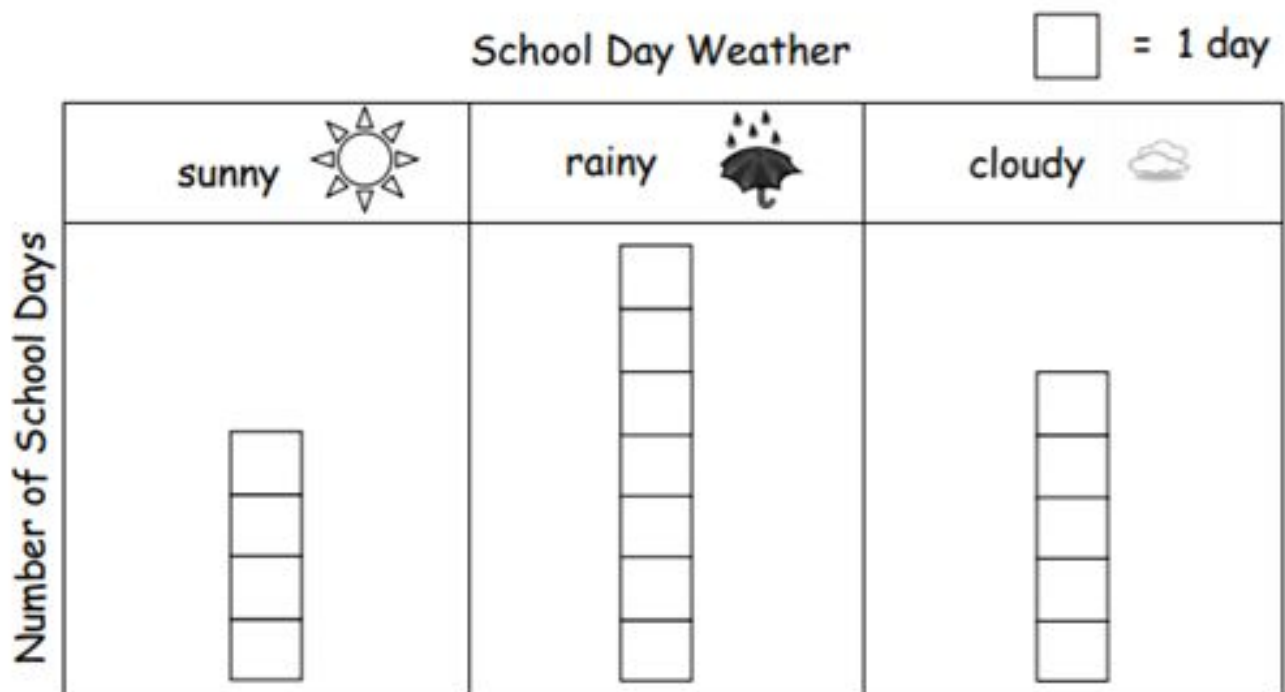 School Day Weather
= 1 day
sunny
rainy
cloudy
Number of School Days